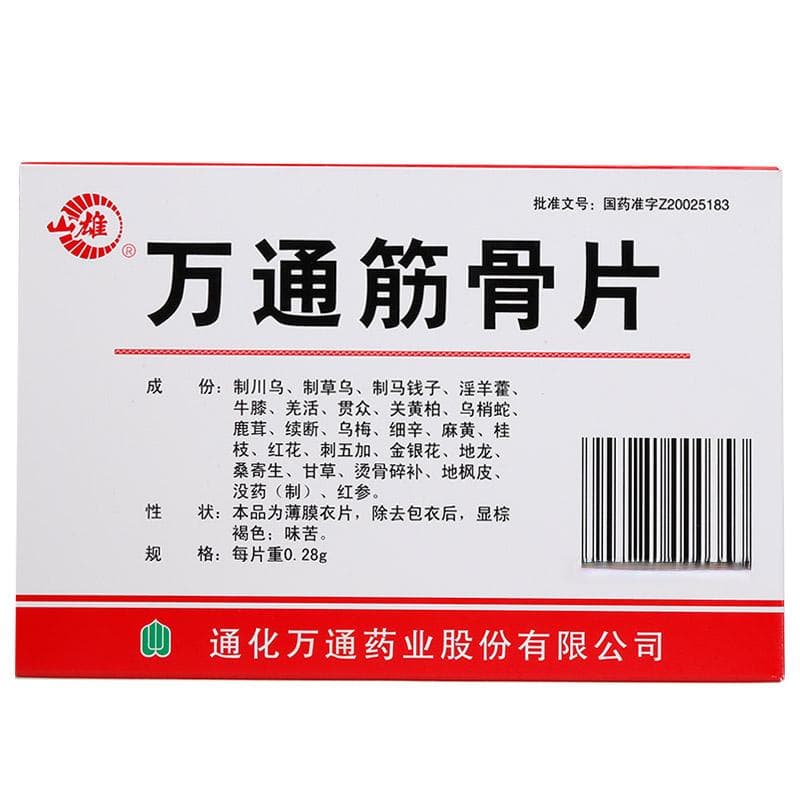 批准文号：国药准字Z20025183
山雄®
万通筋骨片
成 份：制川乌、制草乌、制马钱子、淫羊藿、
牛膝、羌活、贯众、关黄柏、乌梢蛇、
鹿茸、续断、乌梅、细辛、麻黄、桂
枝、红花、刺五加、金银花、地龙、
桑寄生、甘草、烫骨碎补、地枫皮、
没药（制）、红参。
性 状：本品为薄膜衣片，除去包衣后，显棕
褐色；味苦。
规 格：每片重0.28g
通化万通药业股份有限公司